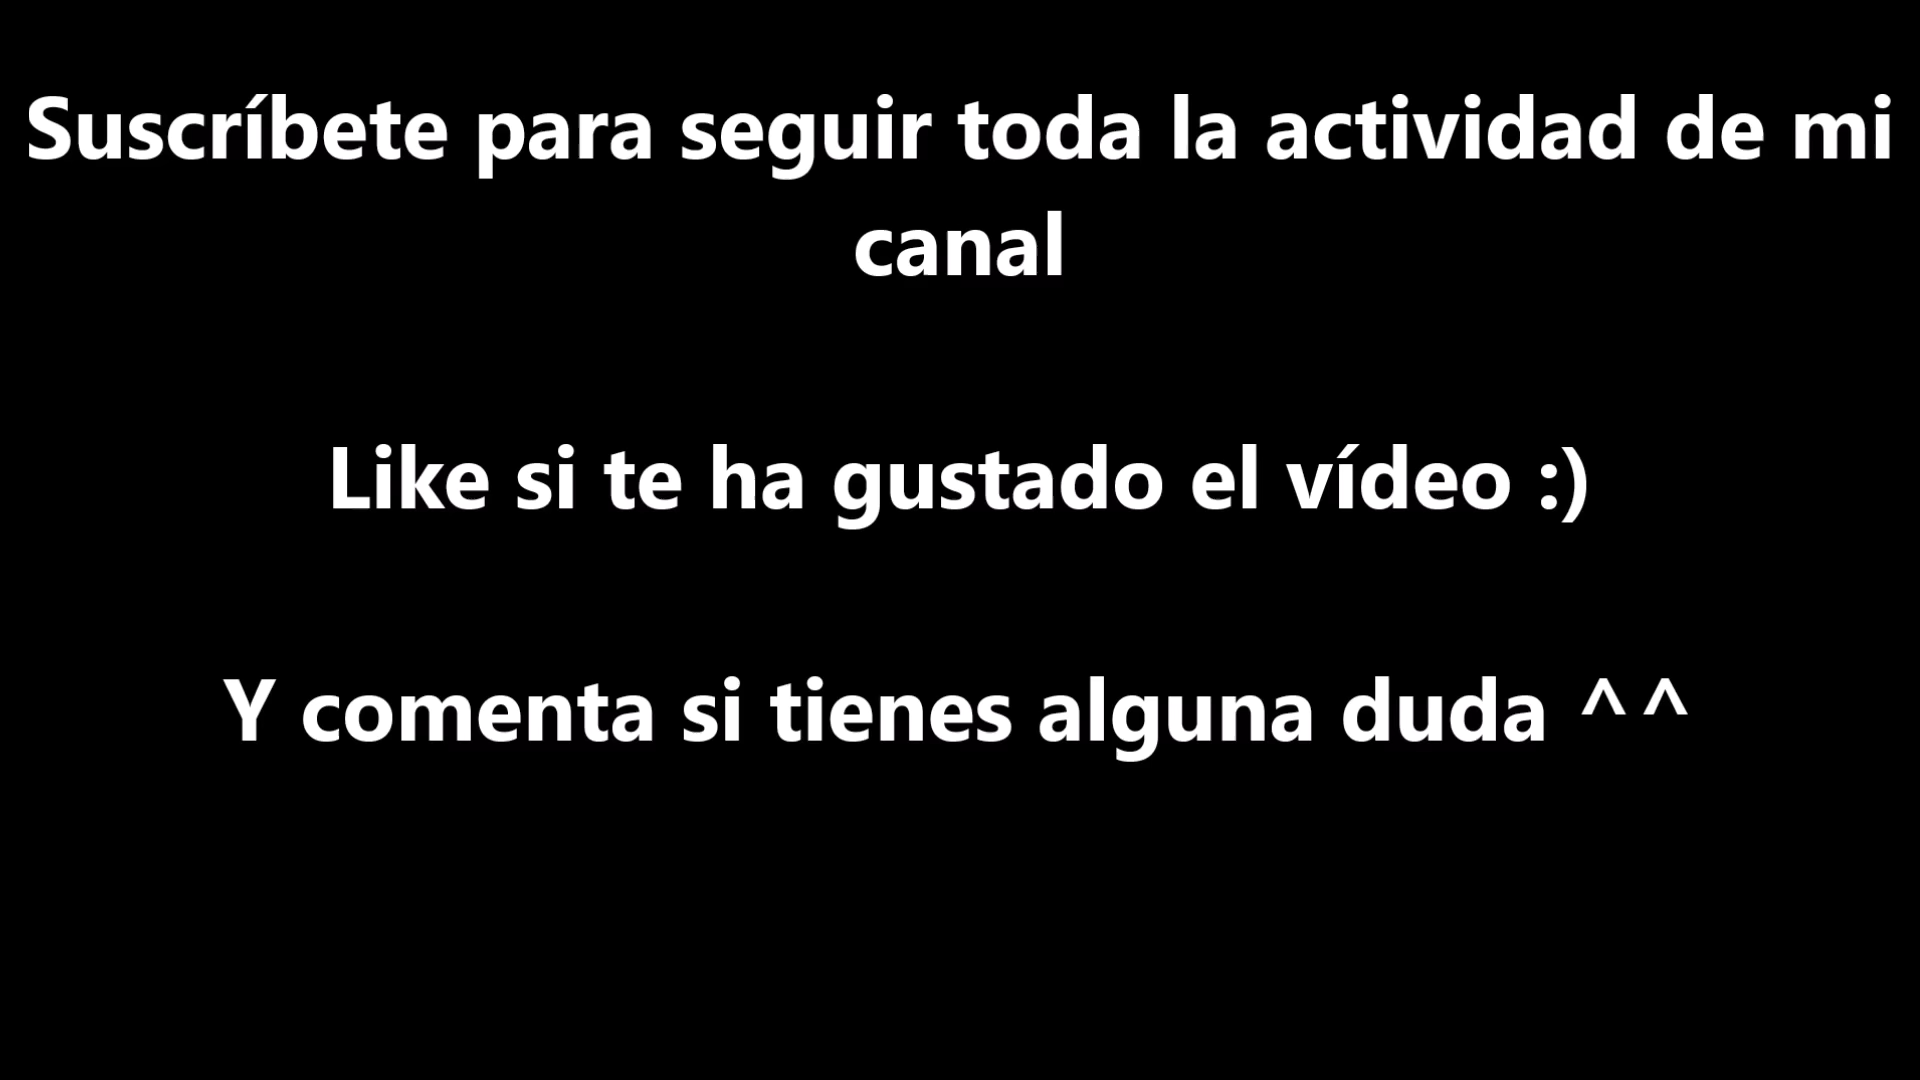 Suscríbete para seguir toda la actividad de mi
canal
Like si te ha gustado el vídeo :)
Y comenta si tienes alguna duda ^^